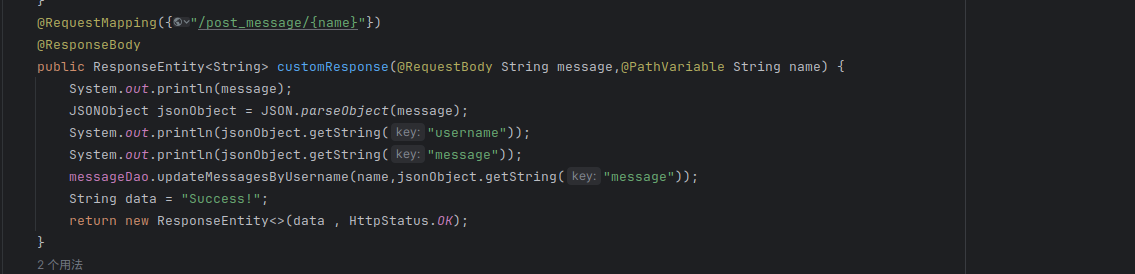 }
@RequestMapping({"/post_message/{name}"})
@ResponseBody
public ResponseEntity<String> customResponse(@RequestBody String message,@PathVariable String name) {
System.out.println(message);
JSONObject jsonObject = JSON.parseObject(message);
System.out.println(jsonObject.getString( key: "username"));
System.out.println(jsonObject.getString( key: "message"));
messageDao.updateMessagesByUsername(name,jsonObject.getString( key: "message"));
String data = "Success!";
return new ResponseEntity<>(data , HttpStatus.OK);
}
2 个用法